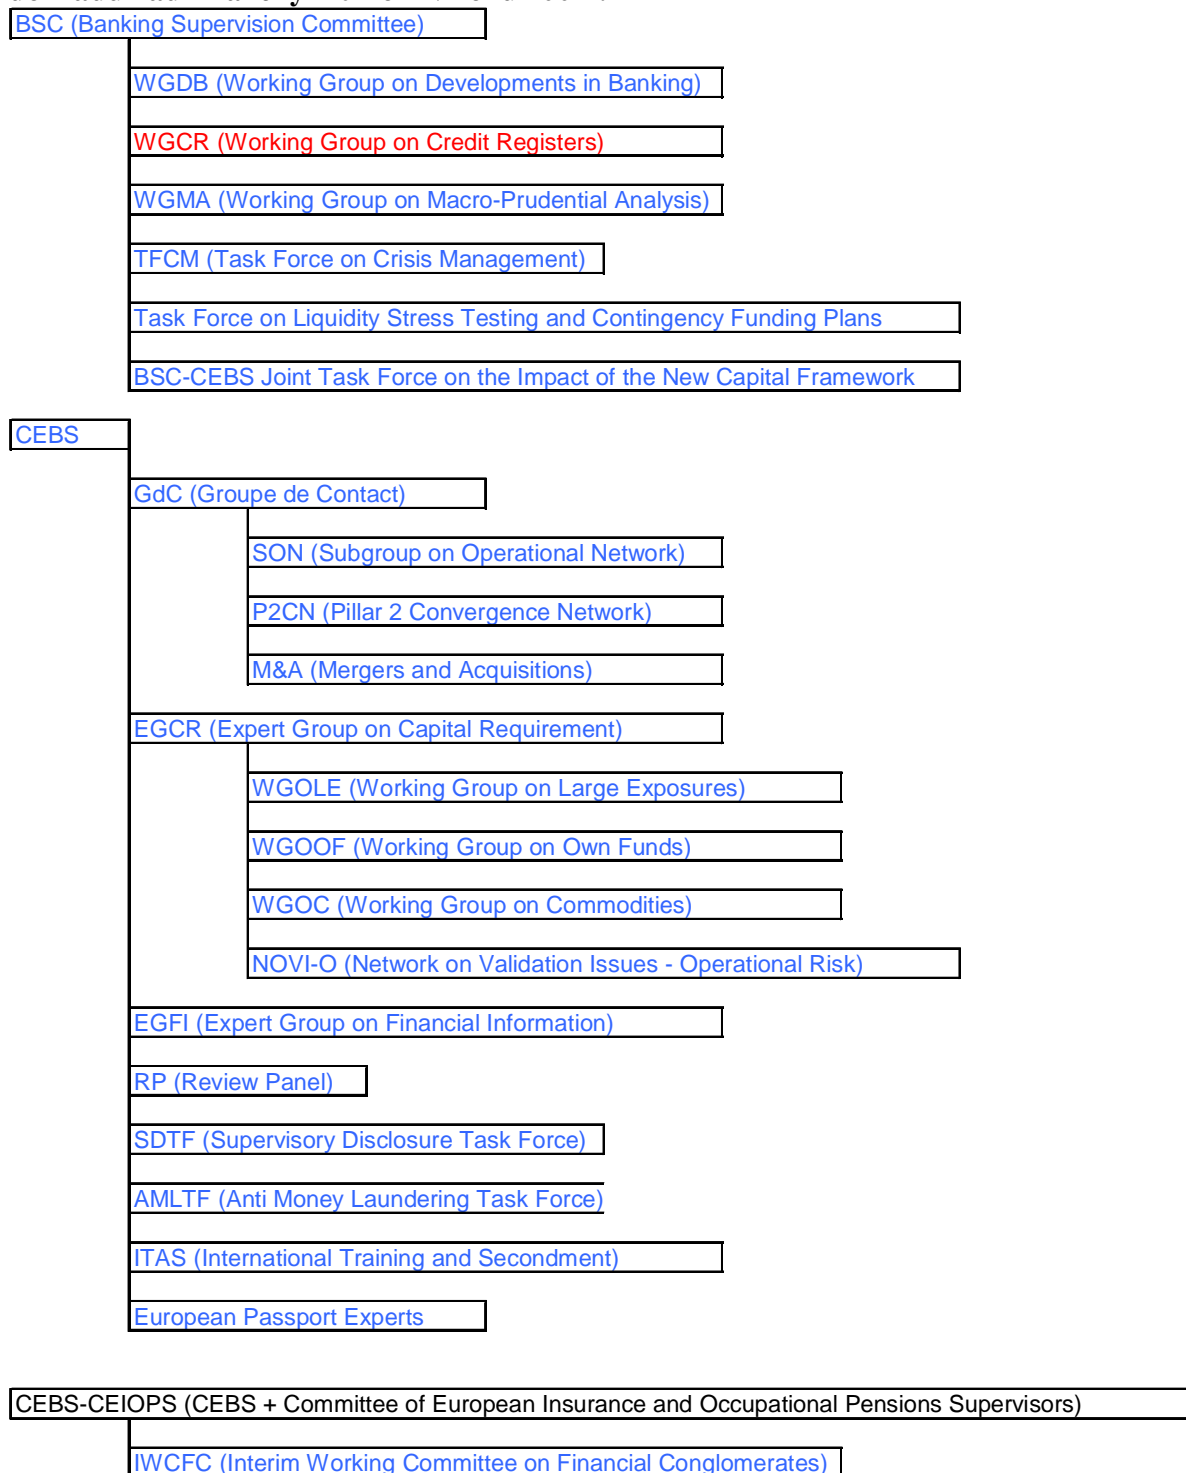 BSC (Banking Supervision Committee)
WGDB (Working Group on Developments in Banking)
WGCR (Working Group on Credit Registers)
WGMA (Working Group on Macro-Prudential Analysis)
TFCM (Task Force on Crisis Management)
Task Force on Liquidity Stress Testing and Contingency Funding Plans
BSC-CEBS Joint Task Force on the Impact of the New Capital Framework
CEBS
GdC (Groupe de Contact)
SON (Subgroup on Operational Network)
P2CN (Pillar 2 Convergence Network)
M&A (Mergers and Acquisitions)
EGCR (Expert Group on Capital Requirement)
WGOLE (Working Group on Large Exposures)
WGOOF (Working Group on Own Funds)
WGOC (Working Group on Commodities)
NOVI-O (Network on Validation Issues - Operational Risk)
EGFI (Expert Group on Financial Information)
RP (Review Panel)
SDTF (Supervisory Disclosure Task Force)
AMLTF (Anti Money Laundering Task Force)
ITAS (International Training and Secondment)
European Passport Experts
CEBS-CEIOPS (CEBS + Committee of European Insurance and Occupational Pensions Supervisors)
IWCFC (Interim Working Committee on Financial Conglomerates)